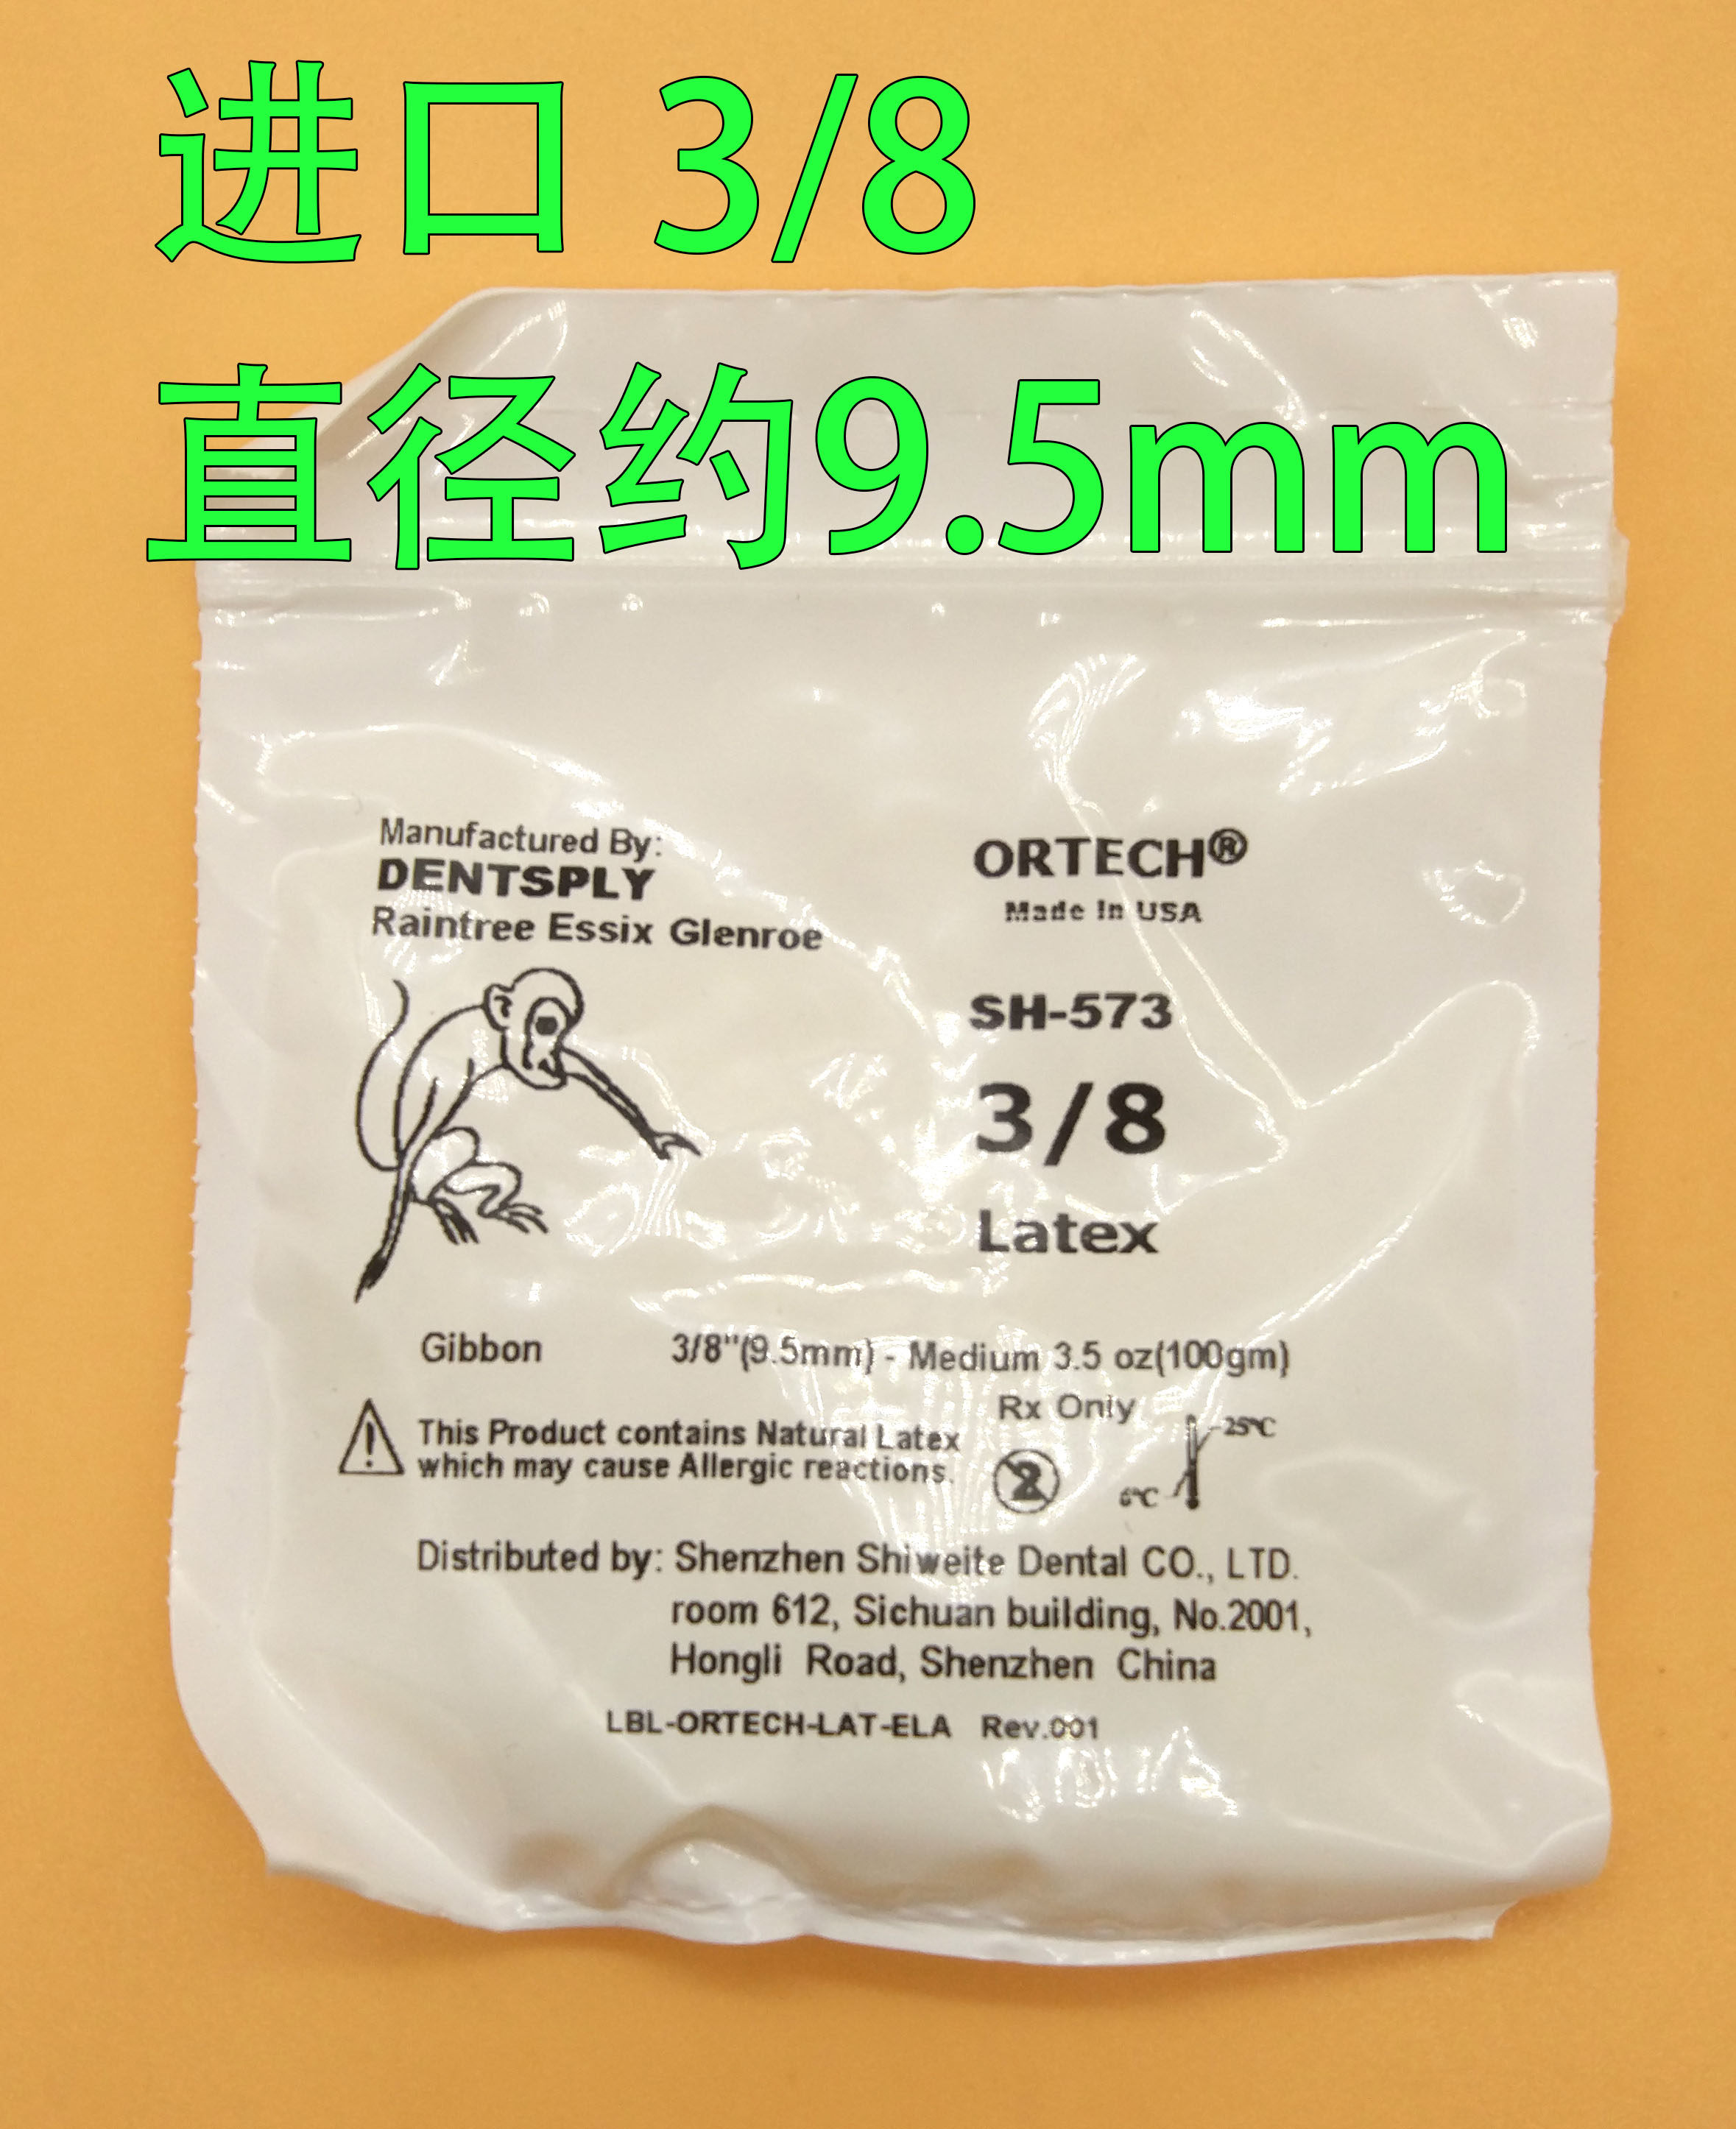 进口 3/8
直径约9.5mm
Manufactured By:
DENTSPLY
Raintree Essix Glenroe
ORTECH®
Made In USA
SH-573
3/8
Latex
Gibbon 3/8"(9.5mm) - Medium 3.5 oz(100gm)
Rx Only
This Product contains Natural Latex
which may cause Allergic reactions.
2
25°C
6°C
Distributed by: Shenzhen Shiweite Dental CO., LTD.
room 612, Sichuan building, No.2001,
Hongli Road, Shenzhen China
LBL-ORTECH-LAT-ELA Rev.001